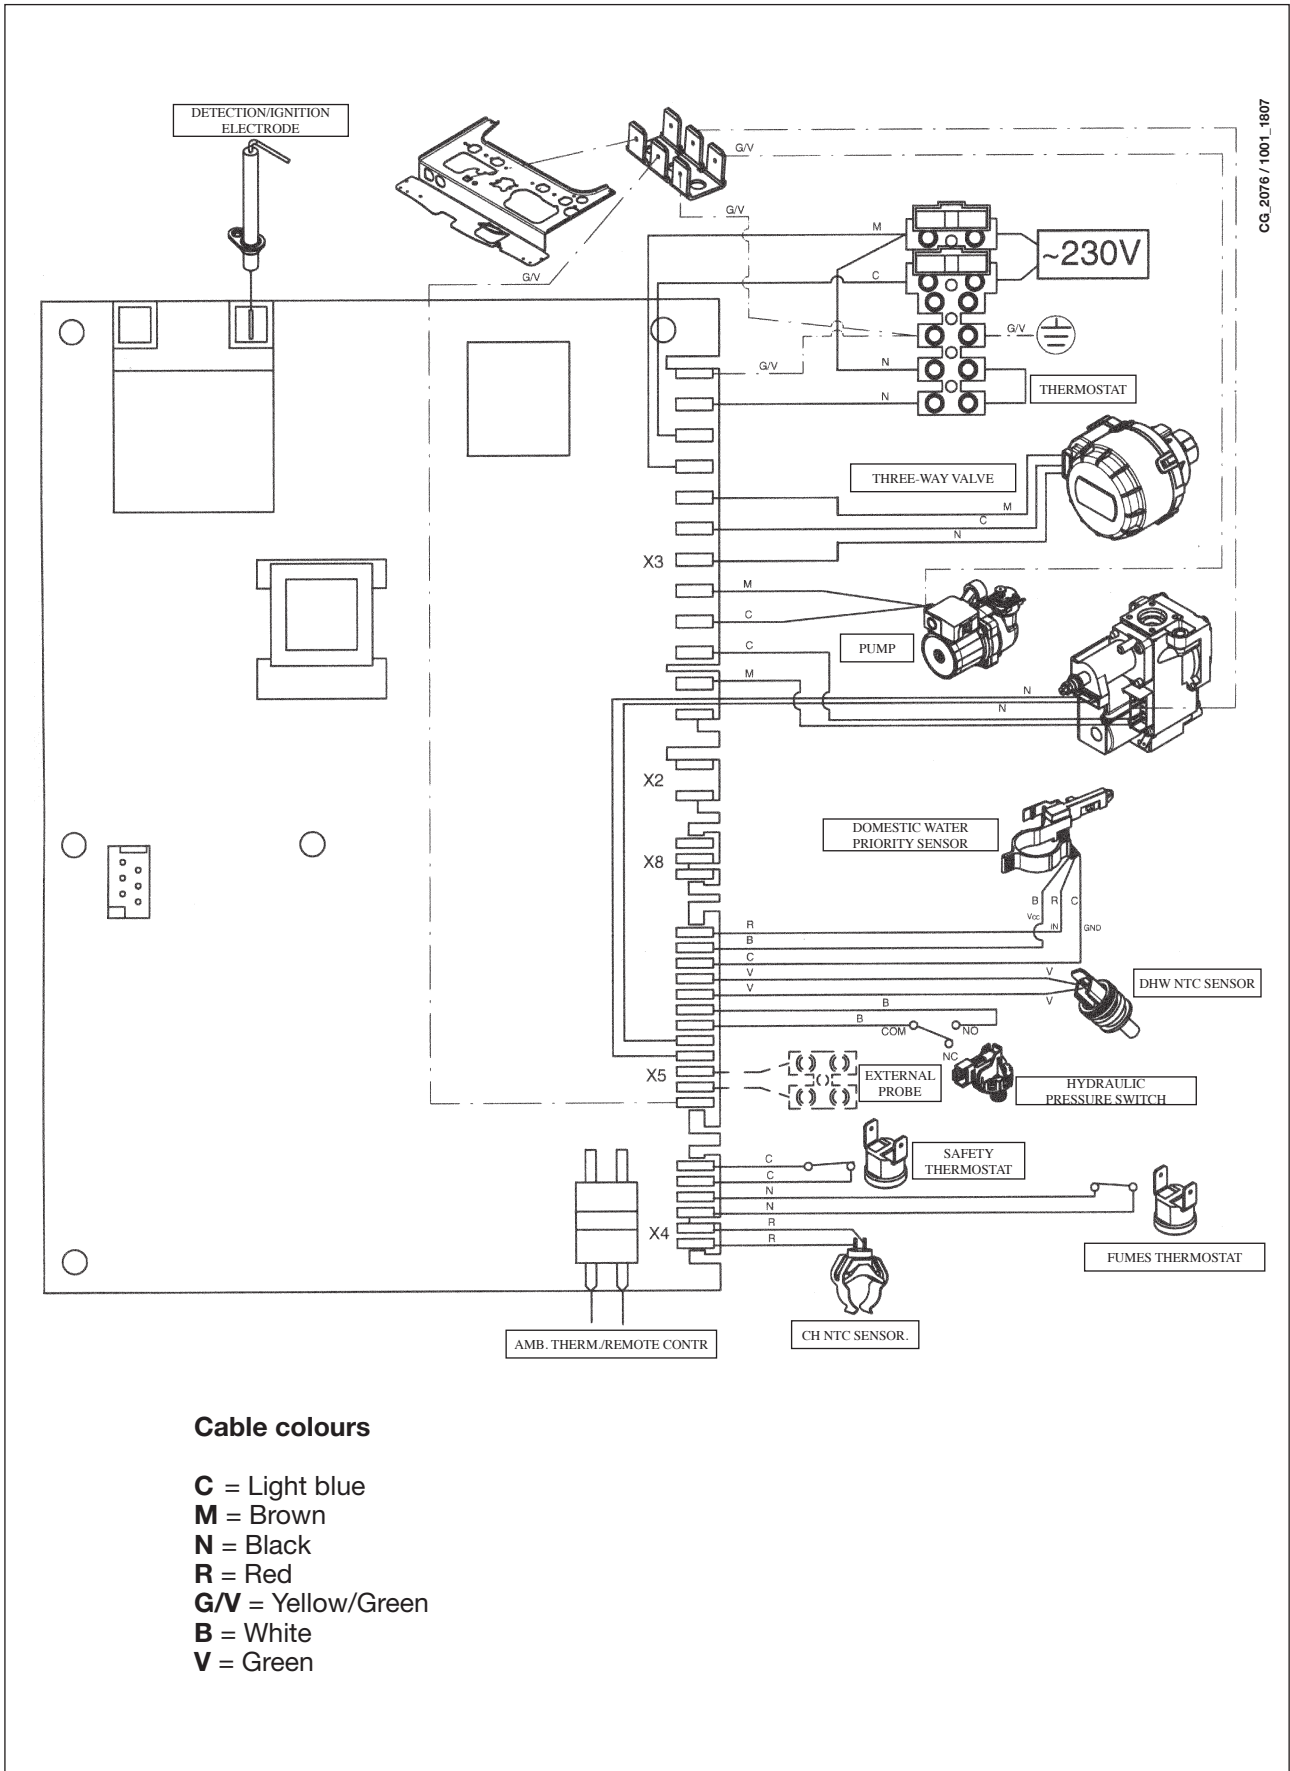 CG_2076 / 1001_1807
DETECTION/IGNITION
ELECTRODE
G/V
G/V
G/V
M
C
~230V
G/V
G/V
N
N
THERMOSTAT
THREE-WAY VALVE
M
C
N
X3
M
C
PUMP
C
M
N
N
X2
X8
DOMESTIC WATER
PRIORITY SENSOR
B R C
Vcc
IN
GND
R
B
C
V
V
V
V
DHW NTC SENSOR
B
B
COM
NO
NC
X5
EXTERNAL
PROBE
HYDRAULIC
PRESSURE SWITCH
C
C
N
N
R
R
SAFETY
THERMOSTAT
X4
FUMES THERMOSTAT
CH NTC SENSOR.
AMB. THERM./REMOTE CONTR
Cable colours
C = Light blue
M = Brown
N = Black
R = Red
G/V = Yellow/Green
B = White
V = Green